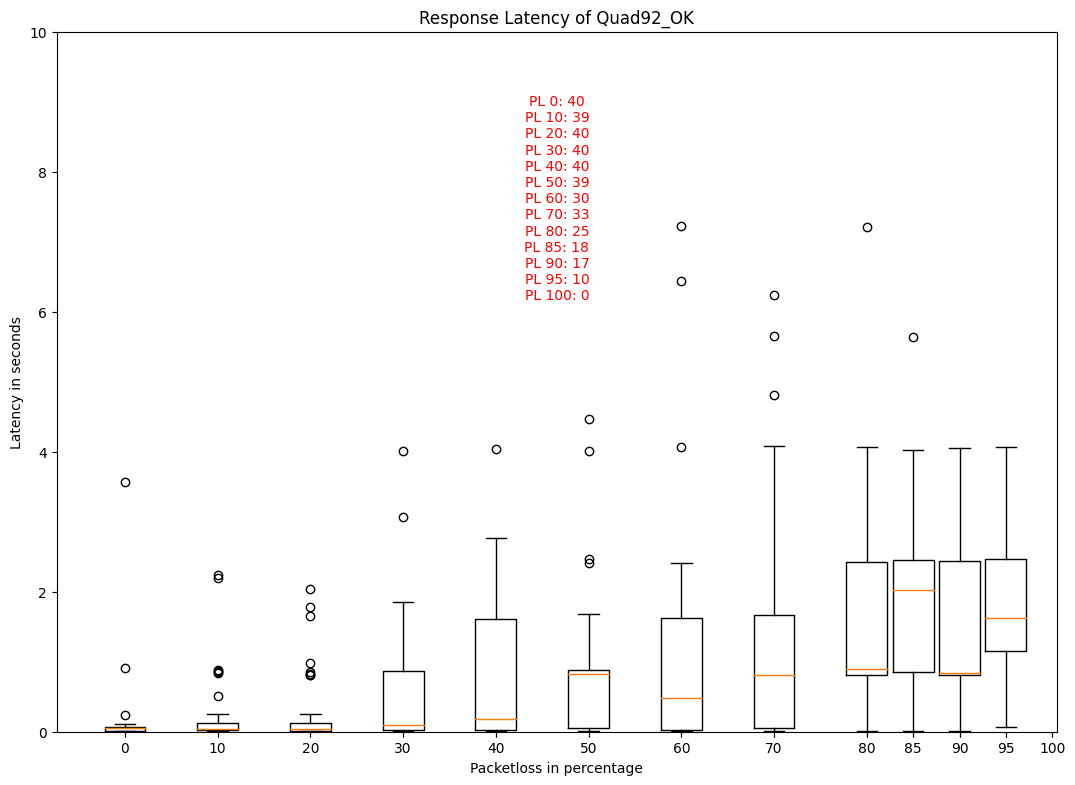 Response Latency of Quad92_OK
10
8
6
4
2
0
Latency in seconds
PL 0: 40
PL 10: 39
PL 20: 40
PL 30: 40
PL 40: 40
PL 50: 39
PL 60: 30
PL 70: 33
PL 80: 25
PL 85: 18
PL 90: 17
PL 95: 10
PL 100: 0
0 10 20 30 40 50 60 70 80 85 90 95 100
Packetloss in percentage